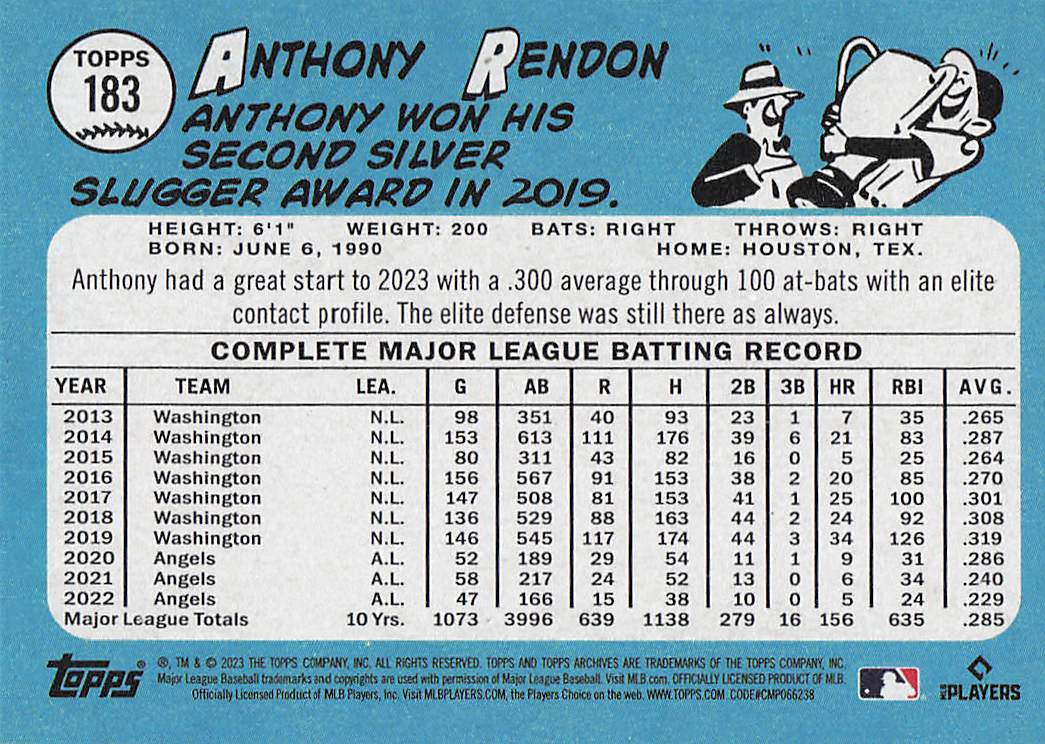 TOPPS
183
ANTHONY RENDON
ANTHONY WON HIS
SECOND SILVER
SLUGGER AWARD IN 2019.
HEIGHT: 6'1" WEIGHT: 200 BATS: RIGHT THROWS: RIGHT
BORN: JUNE 6, 1990 HOME: HOUSTON, TEX.
Anthony had a great start to 2023 with a .300 average through 100 at-bats with an elite
contact profile. The elite defense was still there as always.
COMPLETE MAJOR LEAGUE BATTING RECORD
YEAR TEAM LEA. G AB R H 2B 3B HR RBI AVG.
2013 Washington N.L. 98 351 40 93 23 1 7 35 .265
2014 Washington N.L. 153 613 111 176 39 6 21 83 .287
2015 Washington N.L. 80 311 43 82 16 0 5 25 .264
2016 Washington N.L. 156 567 91 153 38 2 20 85 .270
2017 Washington N.L. 147 508 81 153 41 1 25 100 .301
2018 Washington N.L. 136 529 88 163 44 2 24 92 .308
2019 Washington N.L. 146 545 117 174 44 3 34 126 .319
2020 Angels A.L. 52 189 29 54 11 1 9 31 .286
2021 Angels A.L. 58 217 24 52 13 0 6 34 .240
2022 Angels A.L. 47 166 15 38 10 0 5 24 .229
Major League Totals 10 Yrs. 1073 3996 639 1138 279 16 156 635 .285
topps®
®, TM & © 2023 THE TOPPS COMPANY, INC. ALL RIGHTS RESERVED. TOPPS AND TOPPS ARCHIVES ARE TRADEMARKS OF THE TOPPS COMPANY, INC.
Major League Baseball trademarks and copyrights are used with permission of Major League Baseball. Visit MLB.com. OFFICIALLY LICENSED PRODUCT OF MLB.
Officially Licensed Product of MLB Players, Inc. Visit MLBPLAYERS.COM, the Players Choice on the web. WWW.TOPPS.COM. CODE#CMP066238
MLB PLAYERS